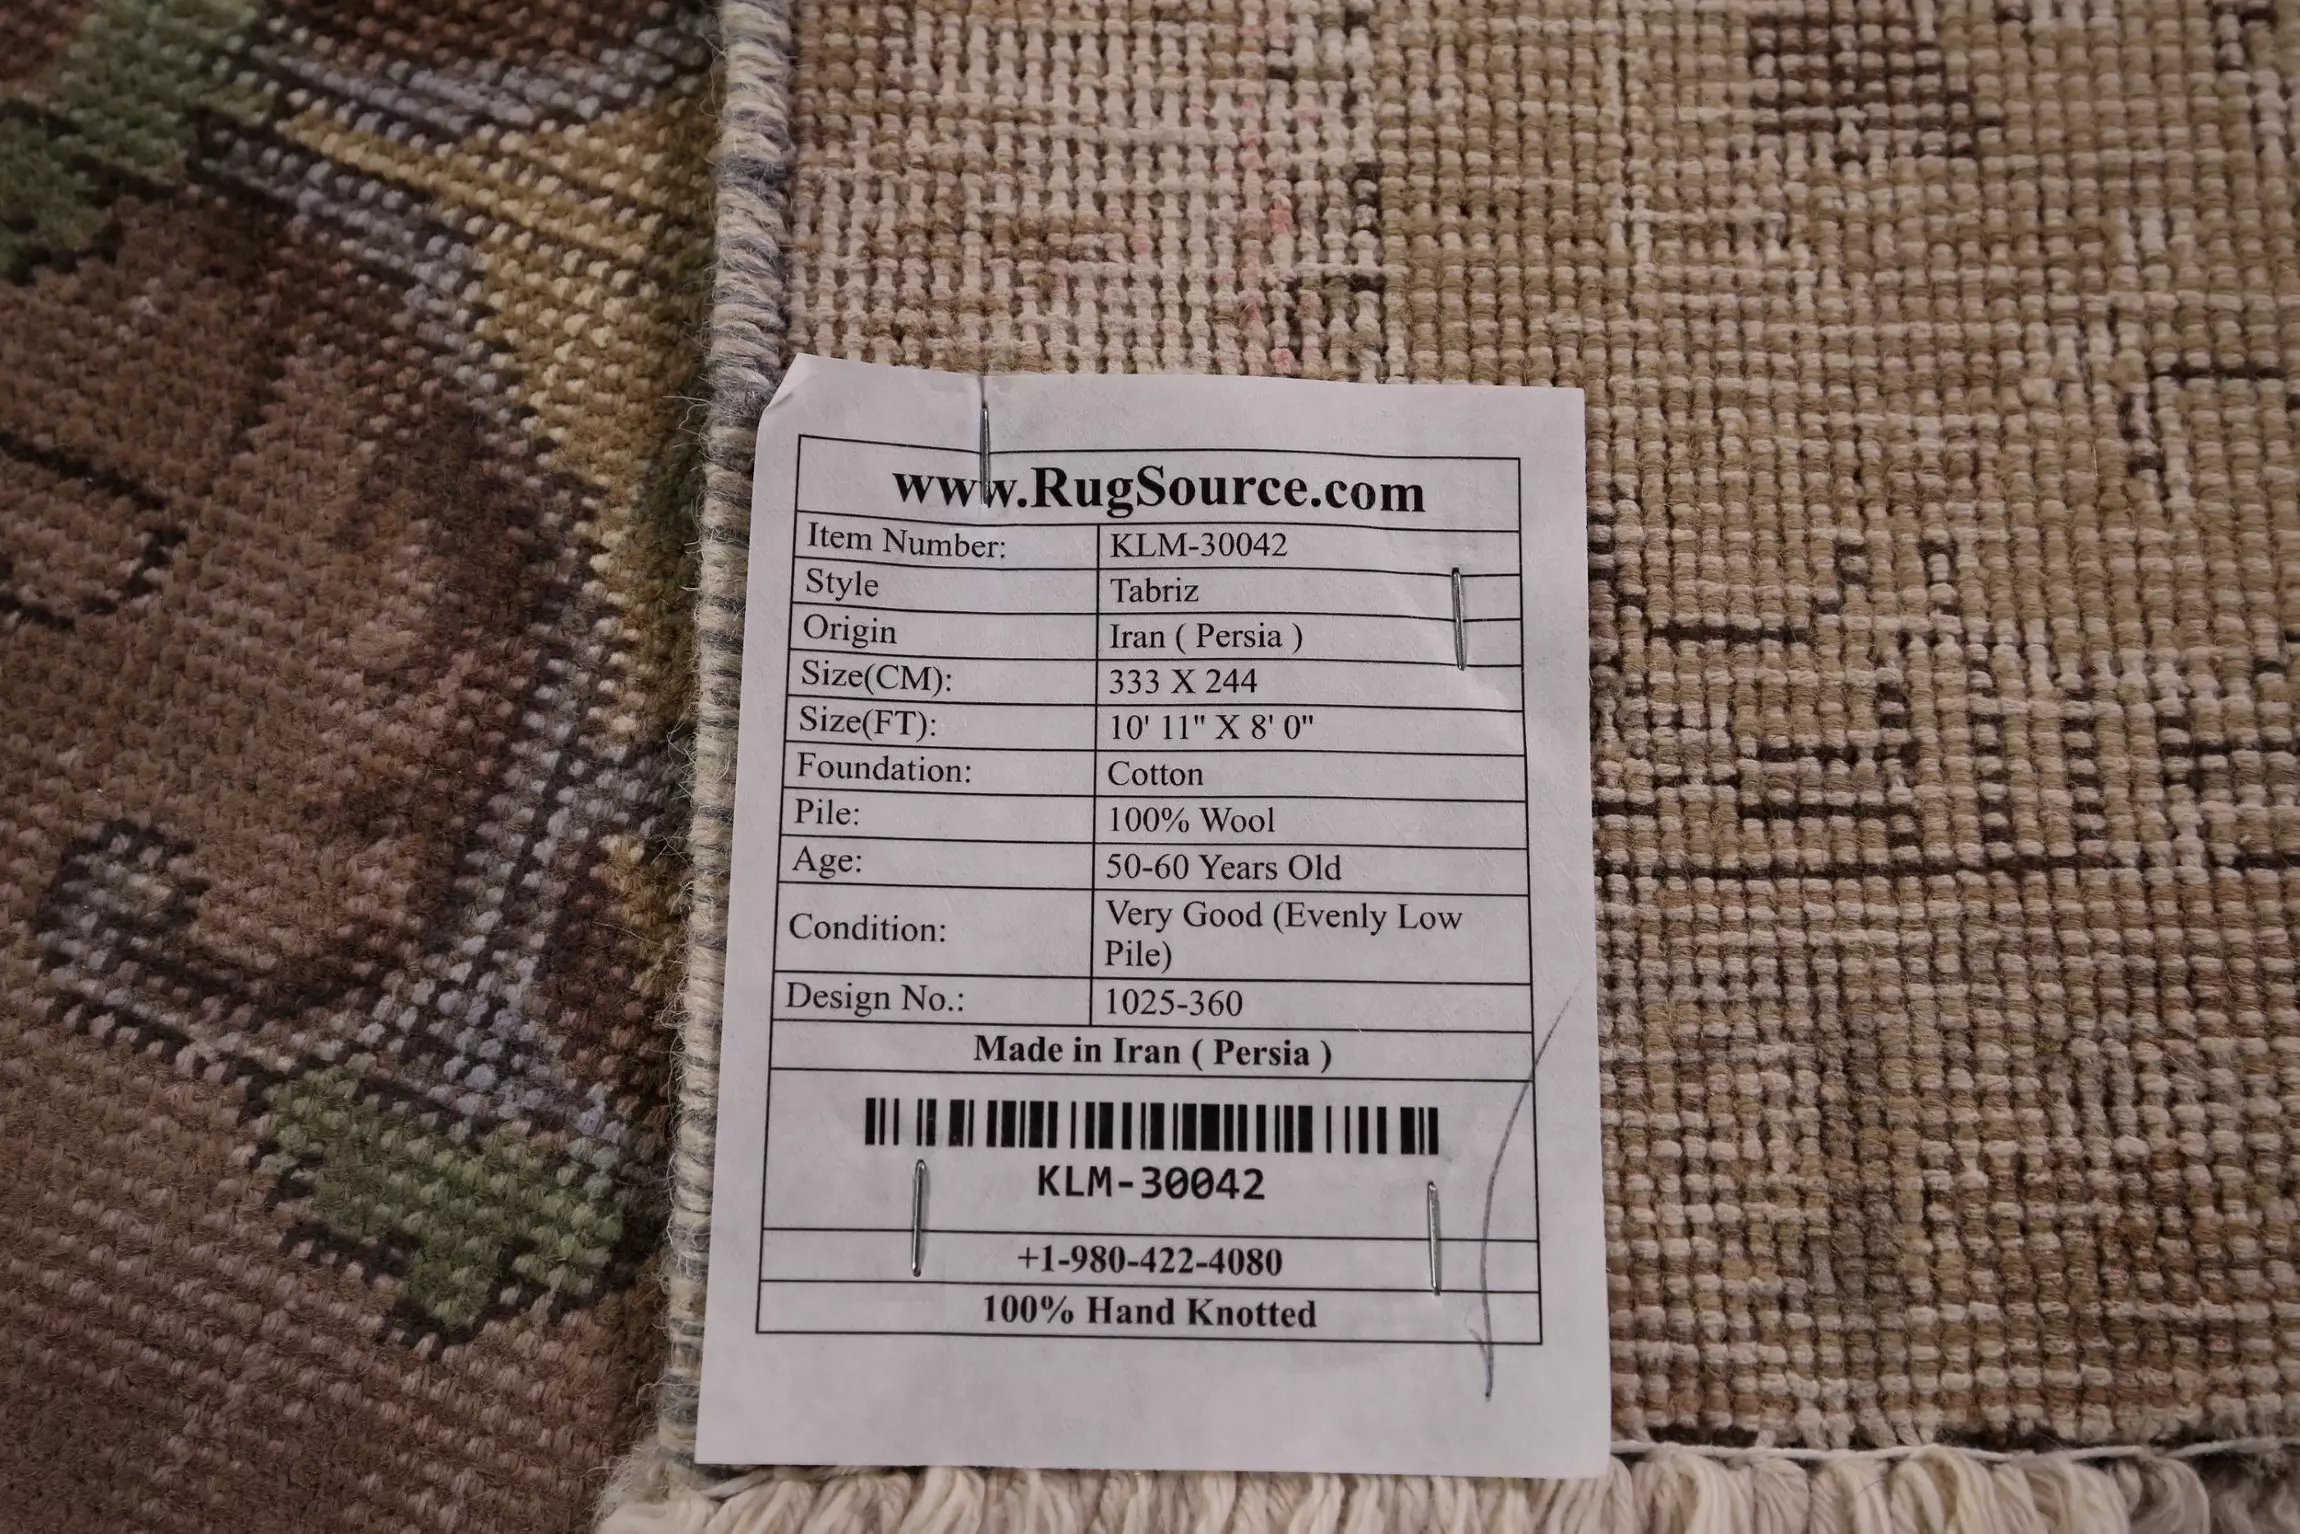 www.RugSource.com
Item Number: KLM-30042
Style Tabriz
Origin Iran ( Persia )
Size(CM): 333 X 244
Size(FT): 10' 11" X 8' 0"
Foundation: Cotton
Pile: 100% Wool
Age: 50-60 Years Old
Condition: Very Good (Evenly Low
Pile)
Design No.: 1025-360
Made in Iran ( Persia )
KLM-30042
+1-980-422-4080
100% Hand Knotted